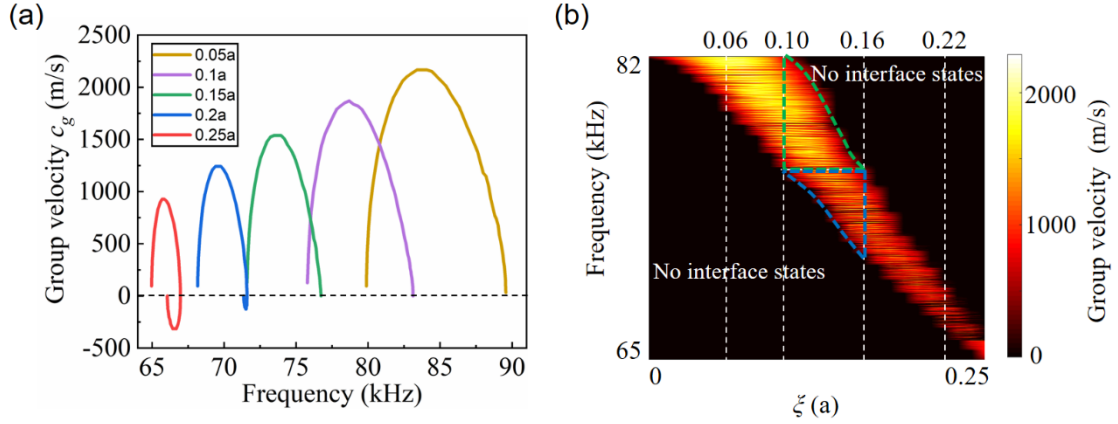 (a)
Group velocity c_g (m/s)
2500
2000
1500
1000
500
0
-500
0.05a
0.1a
0.15a
0.2a
0.25a
65 70 75 80 85 90
Frequency (kHz)
(b)
0.06 0.10 0.16 0.22
82
65
Frequency (kHz)
No interface states
No interface states
0 0.25
ξ (a)
2000
1000
0
Group velocity (m/s)